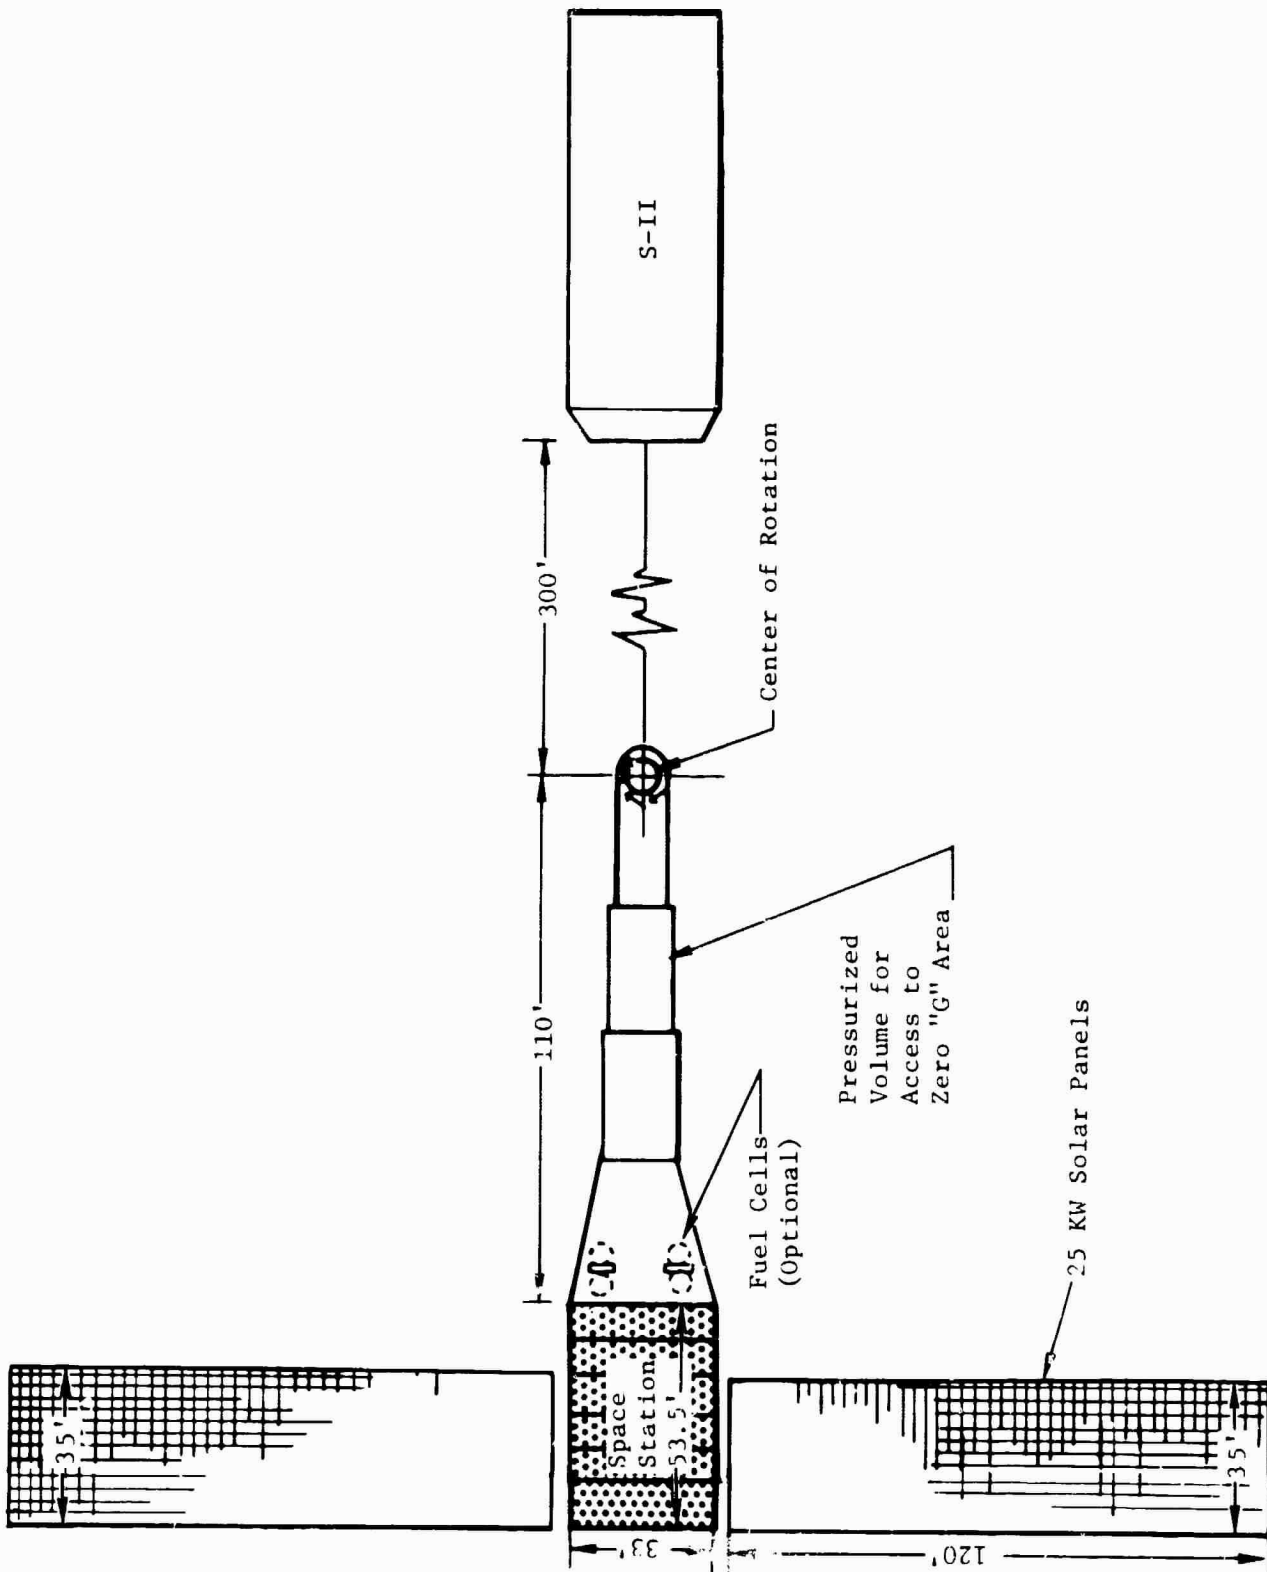 S-II
300'
Center of Rotation
110'
Pressurized
Volume for
Access to
Zero "G" Area
Fuel Cells
(Optional)
25 KW Solar Panels
35'
Space
Station
53.5'
35'
33'
120'